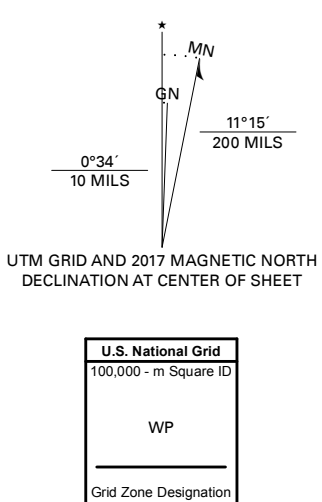 ★
MN
GN
11°15´
200 MILS
0°34´
10 MILS
UTM GRID AND 2017 MAGNETIC NORTH
DECLINATION AT CENTER OF SHEET
U.S. National Grid
100,000 - m Square ID
WP
Grid Zone Designation